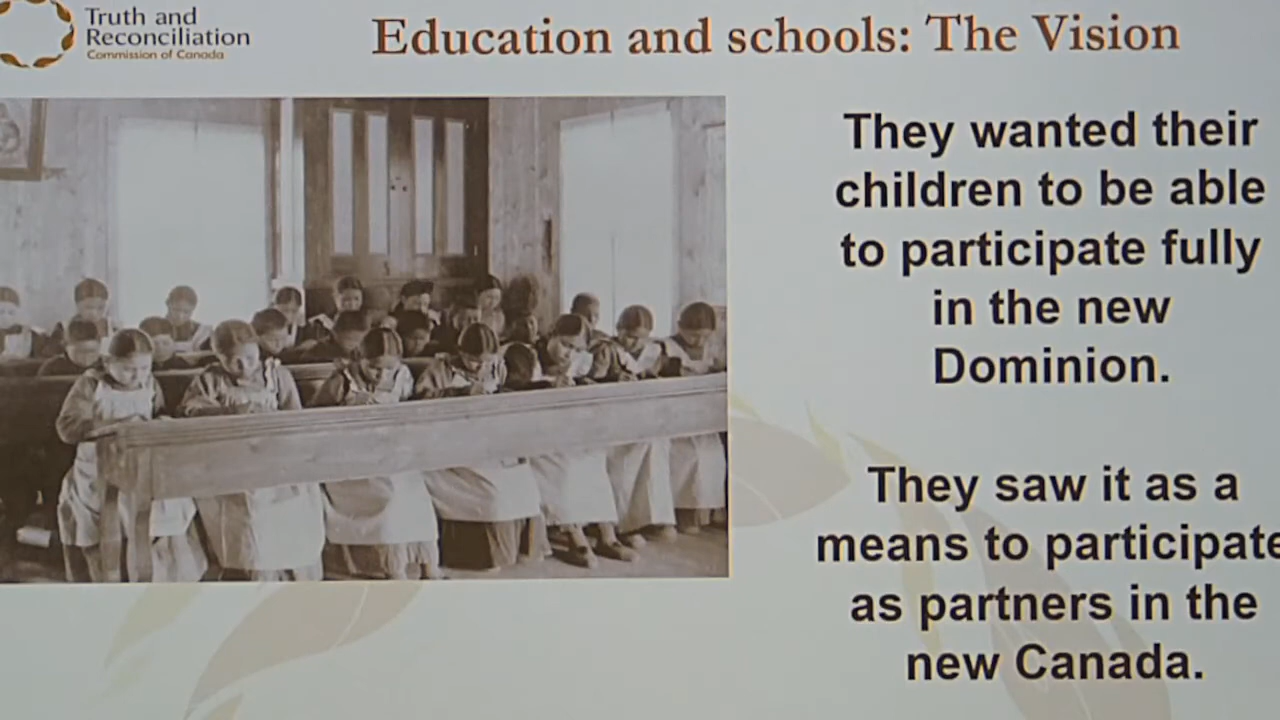 Truth and
Reconciliation
Commission of Canada
Education and schools: The Vision
They wanted their
children to be able
to participate fully
in the new
Dominion.
They saw it as a
means to participate
as partners in the
new Canada.